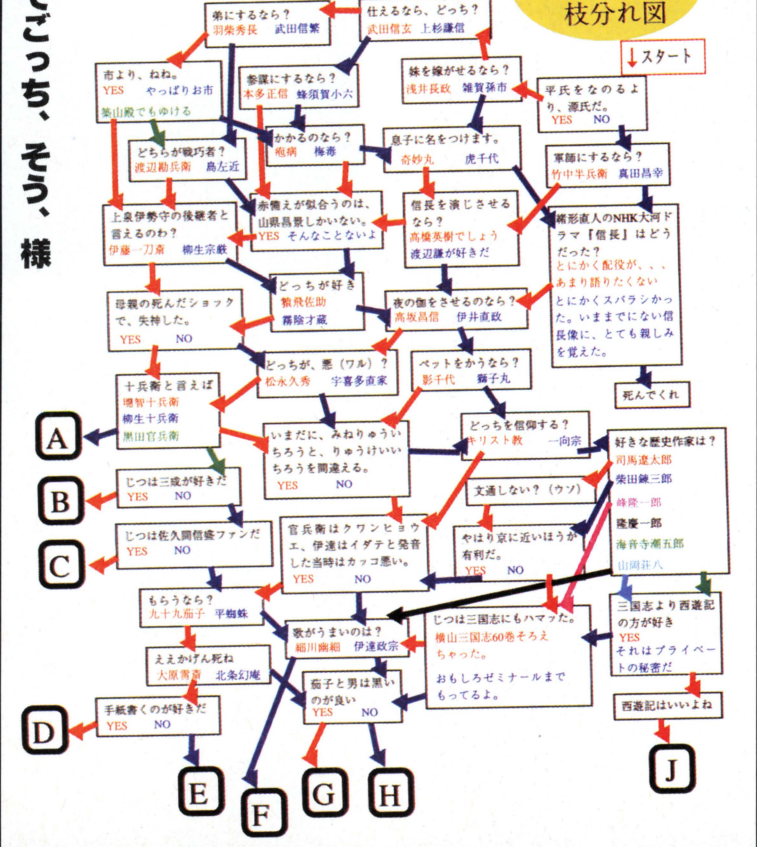 でごっち、そう、様
枝分れ図
↓スタート
平氏をなのるよ
り、源氏だ。
YES NO
妹を嫁がせるなら？
浅井長政 雑賀孫市
仕えるなら、どっち？
武田信玄 上杉謙信
弟にするなら？
羽柴秀長 武田信繁
市より、ねね。
YES やっぱりお市
築山殿でもゆける
参謀にするなら？
本多正信 蜂須賀小六
軍師にするなら？
竹中半兵衛 真田昌幸
息子に名をつけます。
奇妙丸 虎千代
かかるのなら？
疱病 梅毒
どちらが戦巧者？
渡辺勘兵衛 島左近
上泉伊勢守の後継者と
言えるのわ？
伊藤一刀斎 柳生宗厳
赤備えが似合うのは、
山県昌景しかいない。
YES そんなことないよ
信長を演じさせる
なら？
高橋英樹でしょう
渡辺謙が好きだ
緒形直人のNHK大河ド
ラマ『信長』はどう
だった？
とにかく配役が、、、
あまり語りたくない
とにかくスバラシかっ
た。いままでにない信
長像に、とても親しみ
を覚えた。
死んでくれ
どっちが好き
猿飛佐助
霧隠才蔵
夜の伽をさせるのなら？
高坂昌信 伊井直政
母親の死んだショック
で、失神した。
YES NO
どっちが、悪（ワル）？
松永久秀 宇喜多直家
ペットをかうなら？
影千代 獅子丸
十兵衛と言えば
明智十兵衛
柳生十兵衛
黒田官兵衛
A
いまだに、みねりゅうい
ちろうと、りゅうけいい
ちろうを間違える。
YES NO
どっちを信仰する？
キリスト教 一向宗
好きな歴史作家は？
司馬遼太郎
柴田錬三郎
峰隆一郎
隆慶一郎
海音寺潮五郎
山岡荘八
じつは三成が好きだ
YES NO
B
文通しない？（ウソ）
じつは佐久間信盛ファンだ
YES NO
C
官兵衛はクワンヒョウ
エ、伊達はイダテと発音
した当時はカッコ悪い。
YES NO
やはり京に近いほうが
有利だ。
YES NO
もらうなら？
九十九茄子 平蜘蛛
歌がうまいのは？
細川幽細 伊達政宗
じつは三国志にもハマッた。
横山三国志60巻そろえ
ちゃった。
おもしろゼミナールまで
もってるよ。
三国志より西遊記
の方が好き
YES
それはプライベー
トの秘密だ
ええかげん死ね
大原雪斎 北条幻庵
茄子と男は黒い
のが良い
YES NO
西遊記はいいよね
手紙書くのが好きだ
YES NO
D
E
F
G
H
J